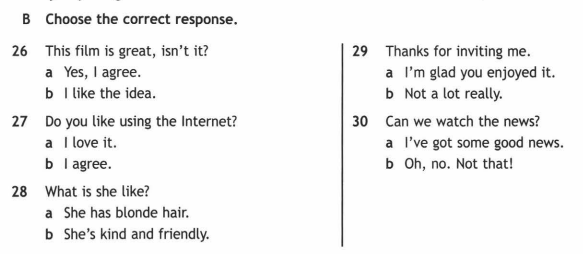 B Choose the correct response.
26 This film is great, isn't it?
a Yes, I agree.
b I like the idea.
27 Do you like using the Internet?
a I love it.
b I agree.
28 What is she like?
a She has blonde hair.
b She's kind and friendly.
29 Thanks for inviting me.
a I'm glad you enjoyed it.
b Not a lot really.
30 Can we watch the news?
a I've got some good news.
b Oh, no. Not that!